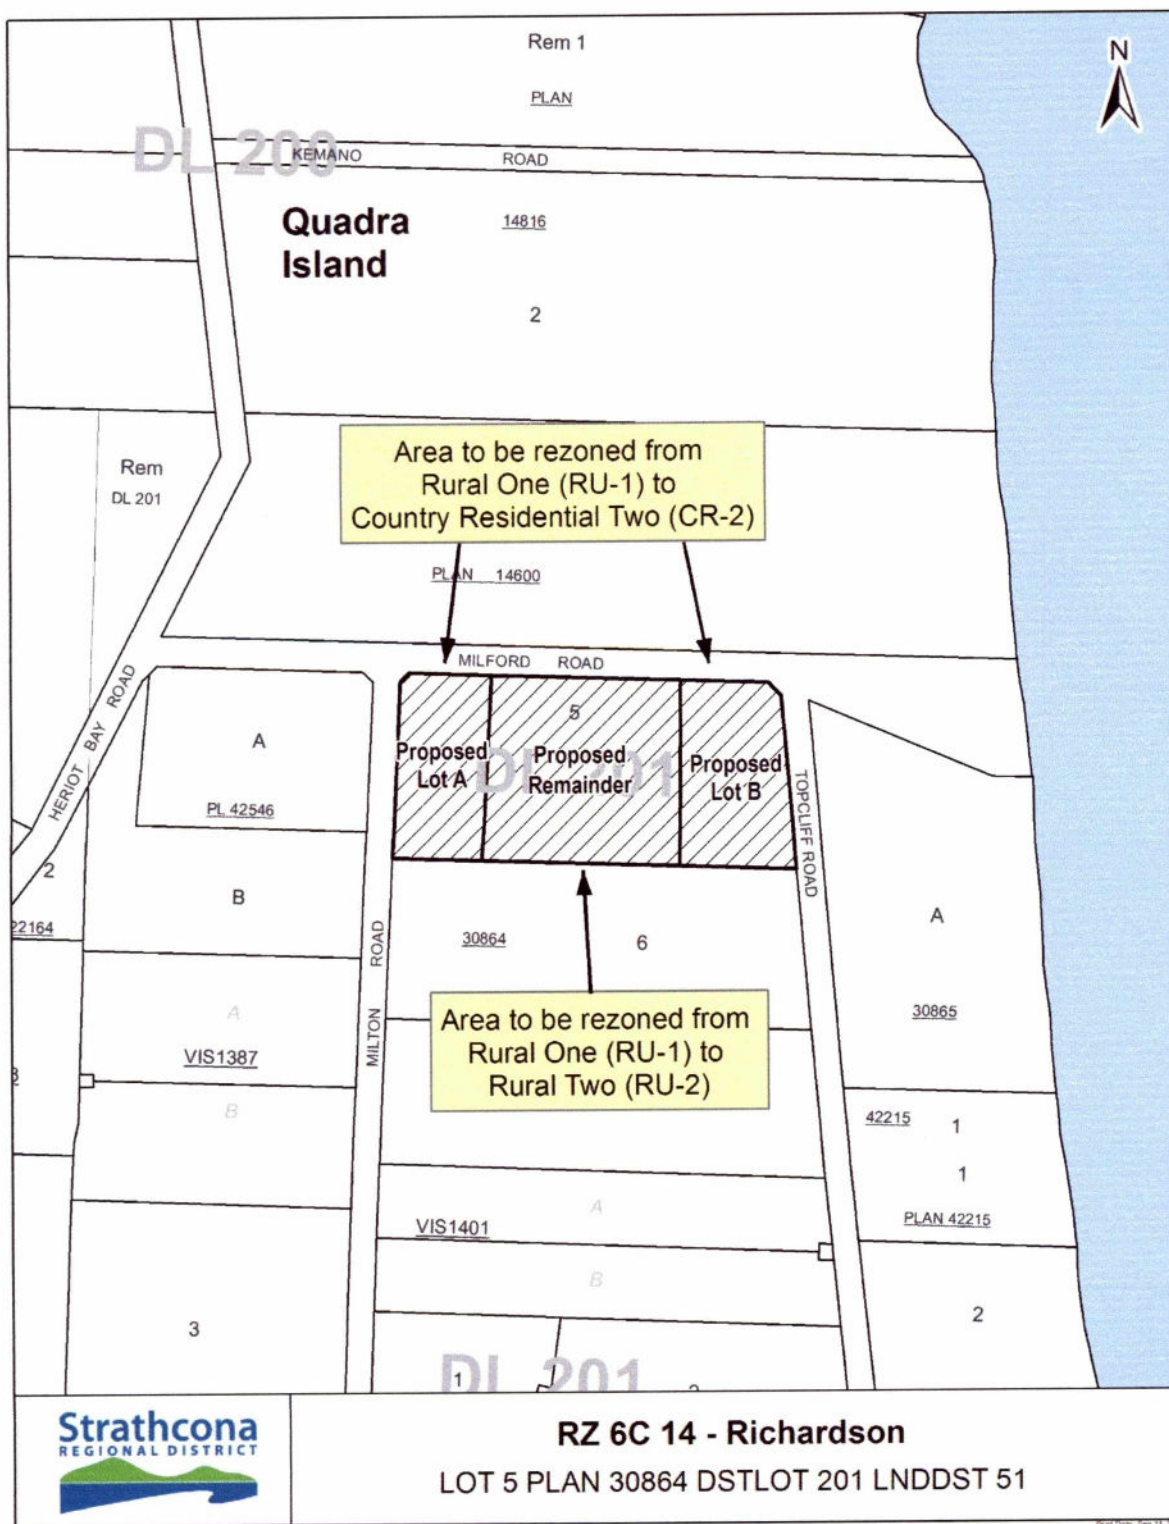 Rem 1
PLAN
N
DL 200
KEMANO ROAD
Quadra
Island
14816
2
Rem
DL 201
Area to be rezoned from
Rural One (RU-1) to
Country Residential Two (CR-2)
PLAN 14600
MILFORD ROAD
HERIOT BAY ROAD
A
PL 42546
5
DL 201
Proposed
Lot A
Proposed
Remainder
Proposed
Lot B
TOPCLIFF ROAD
2
22164
B
MILTON ROAD
30864
6
A
30865
Area to be rezoned from
Rural One (RU-1) to
Rural Two (RU-2)
A
VIS1387
B
42215
1
1
PLAN 42215
A
VIS1401
B
3
2
DL 201
1
Strathcona
REGIONAL DISTRICT
RZ 6C 14 - Richardson
LOT 5 PLAN 30864 DSTLOT 201 LNDDST 51